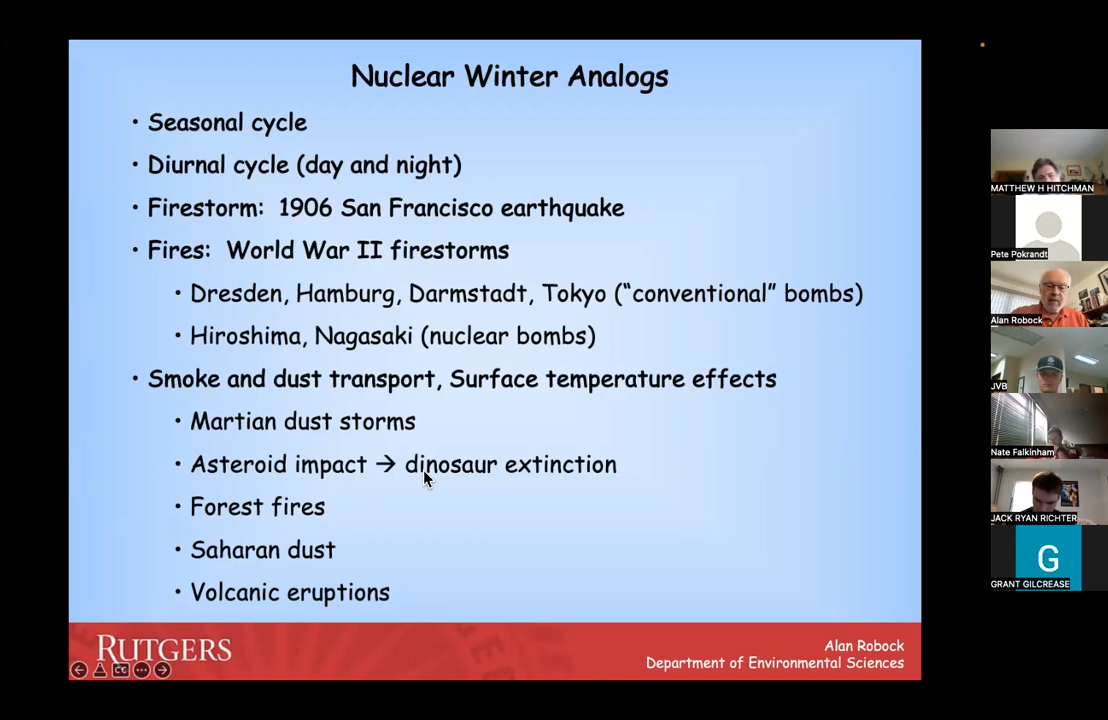 Nuclear Winter Analogs
• Seasonal cycle
• Diurnal cycle (day and night)
• Firestorm: 1906 San Francisco earthquake
• Fires: World War II firestorms
• Dresden, Hamburg, Darmstadt, Tokyo (“conventional” bombs)
• Hiroshima, Nagasaki (nuclear bombs)
• Smoke and dust transport, Surface temperature effects
• Martian dust storms
• Asteroid impact → dinosaur extinction
• Forest fires
• Saharan dust
• Volcanic eruptions
RUTGERS
Alan Robock
Department of Environmental Sciences
CC
MATTHEW H HITCHMAN
Pete Pokrandt
Alan Robock
JVB
Nate Falkinham
JACK RYAN RICHTER
G
GRANT GILCREASE